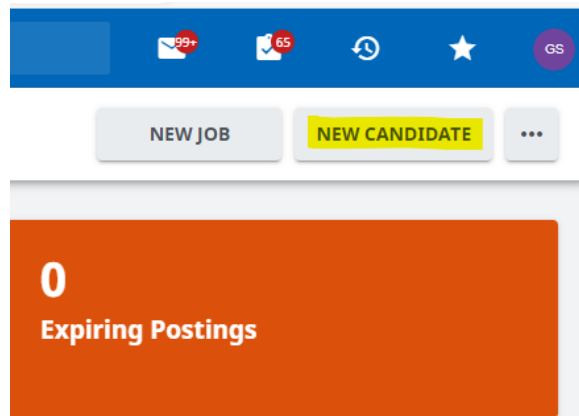 99+ 65 GS
NEW JOB NEW CANDIDATE ...
0
Expiring Postings